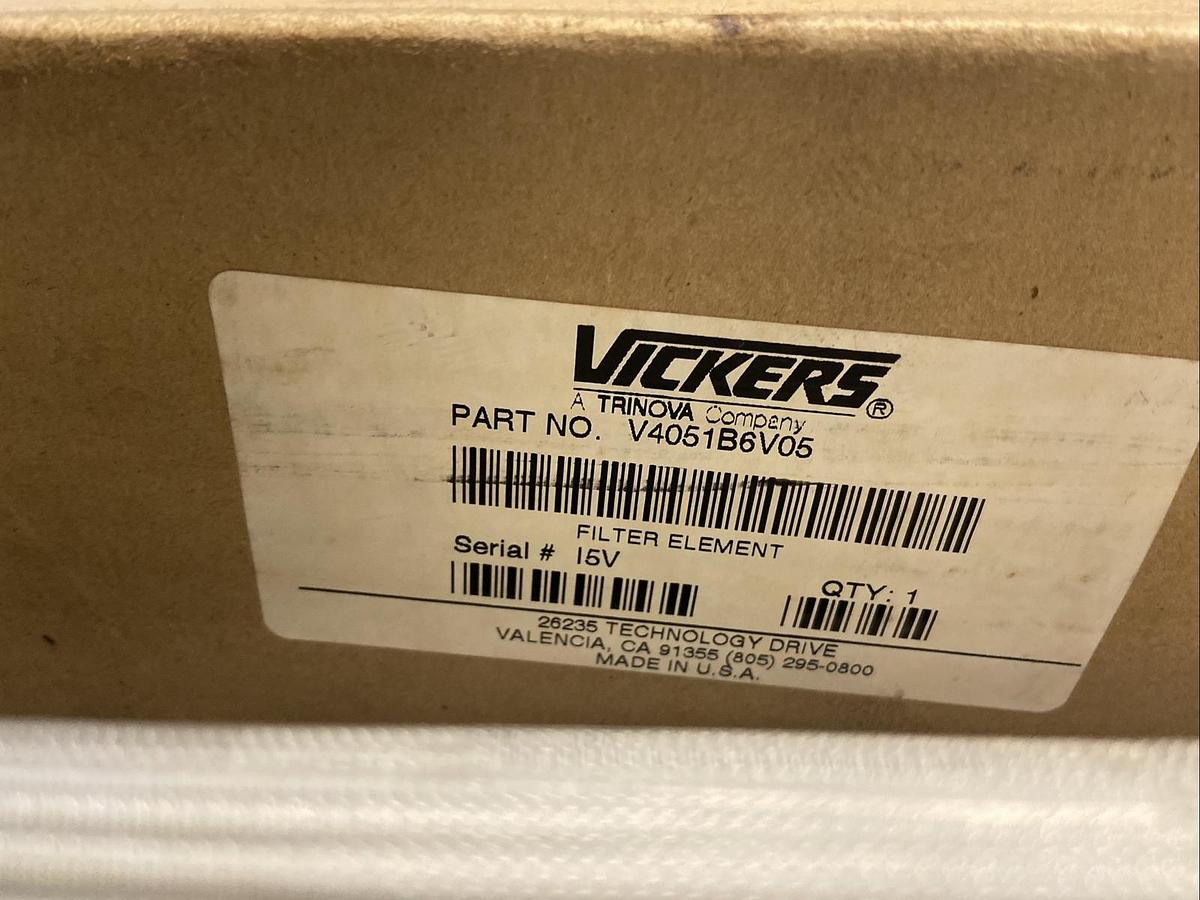 VICKERS®
A TRINOVA Company
PART NO. V4051B6V05
FILTER ELEMENT
Serial # I5V
QTY: 1
26235 TECHNOLOGY DRIVE
VALENCIA, CA 91355 (805) 295-0800
MADE IN U.S.A.